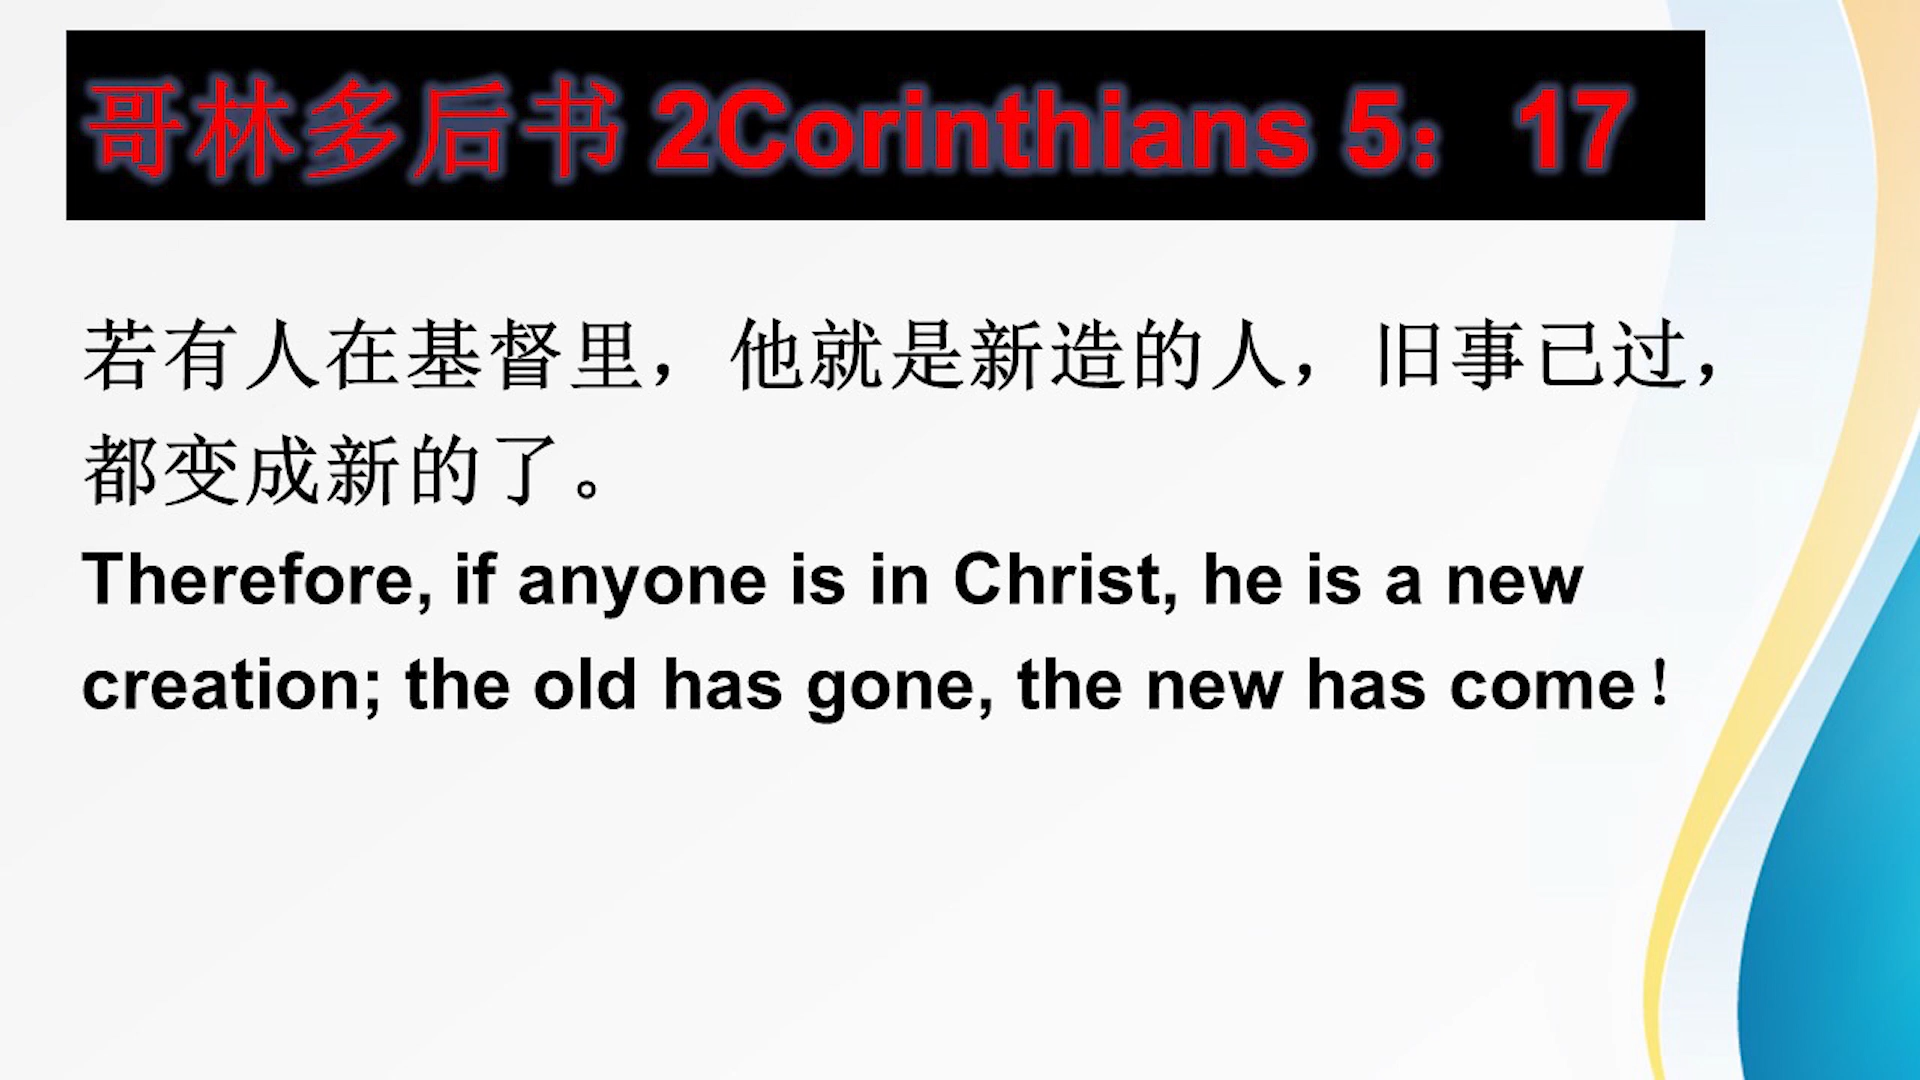 哥林多后书 2Corinthians 5：17
若有人在基督里，他就是新造的人，旧事已过，
都变成新的了。
Therefore, if anyone is in Christ, he is a new
creation; the old has gone, the new has come！